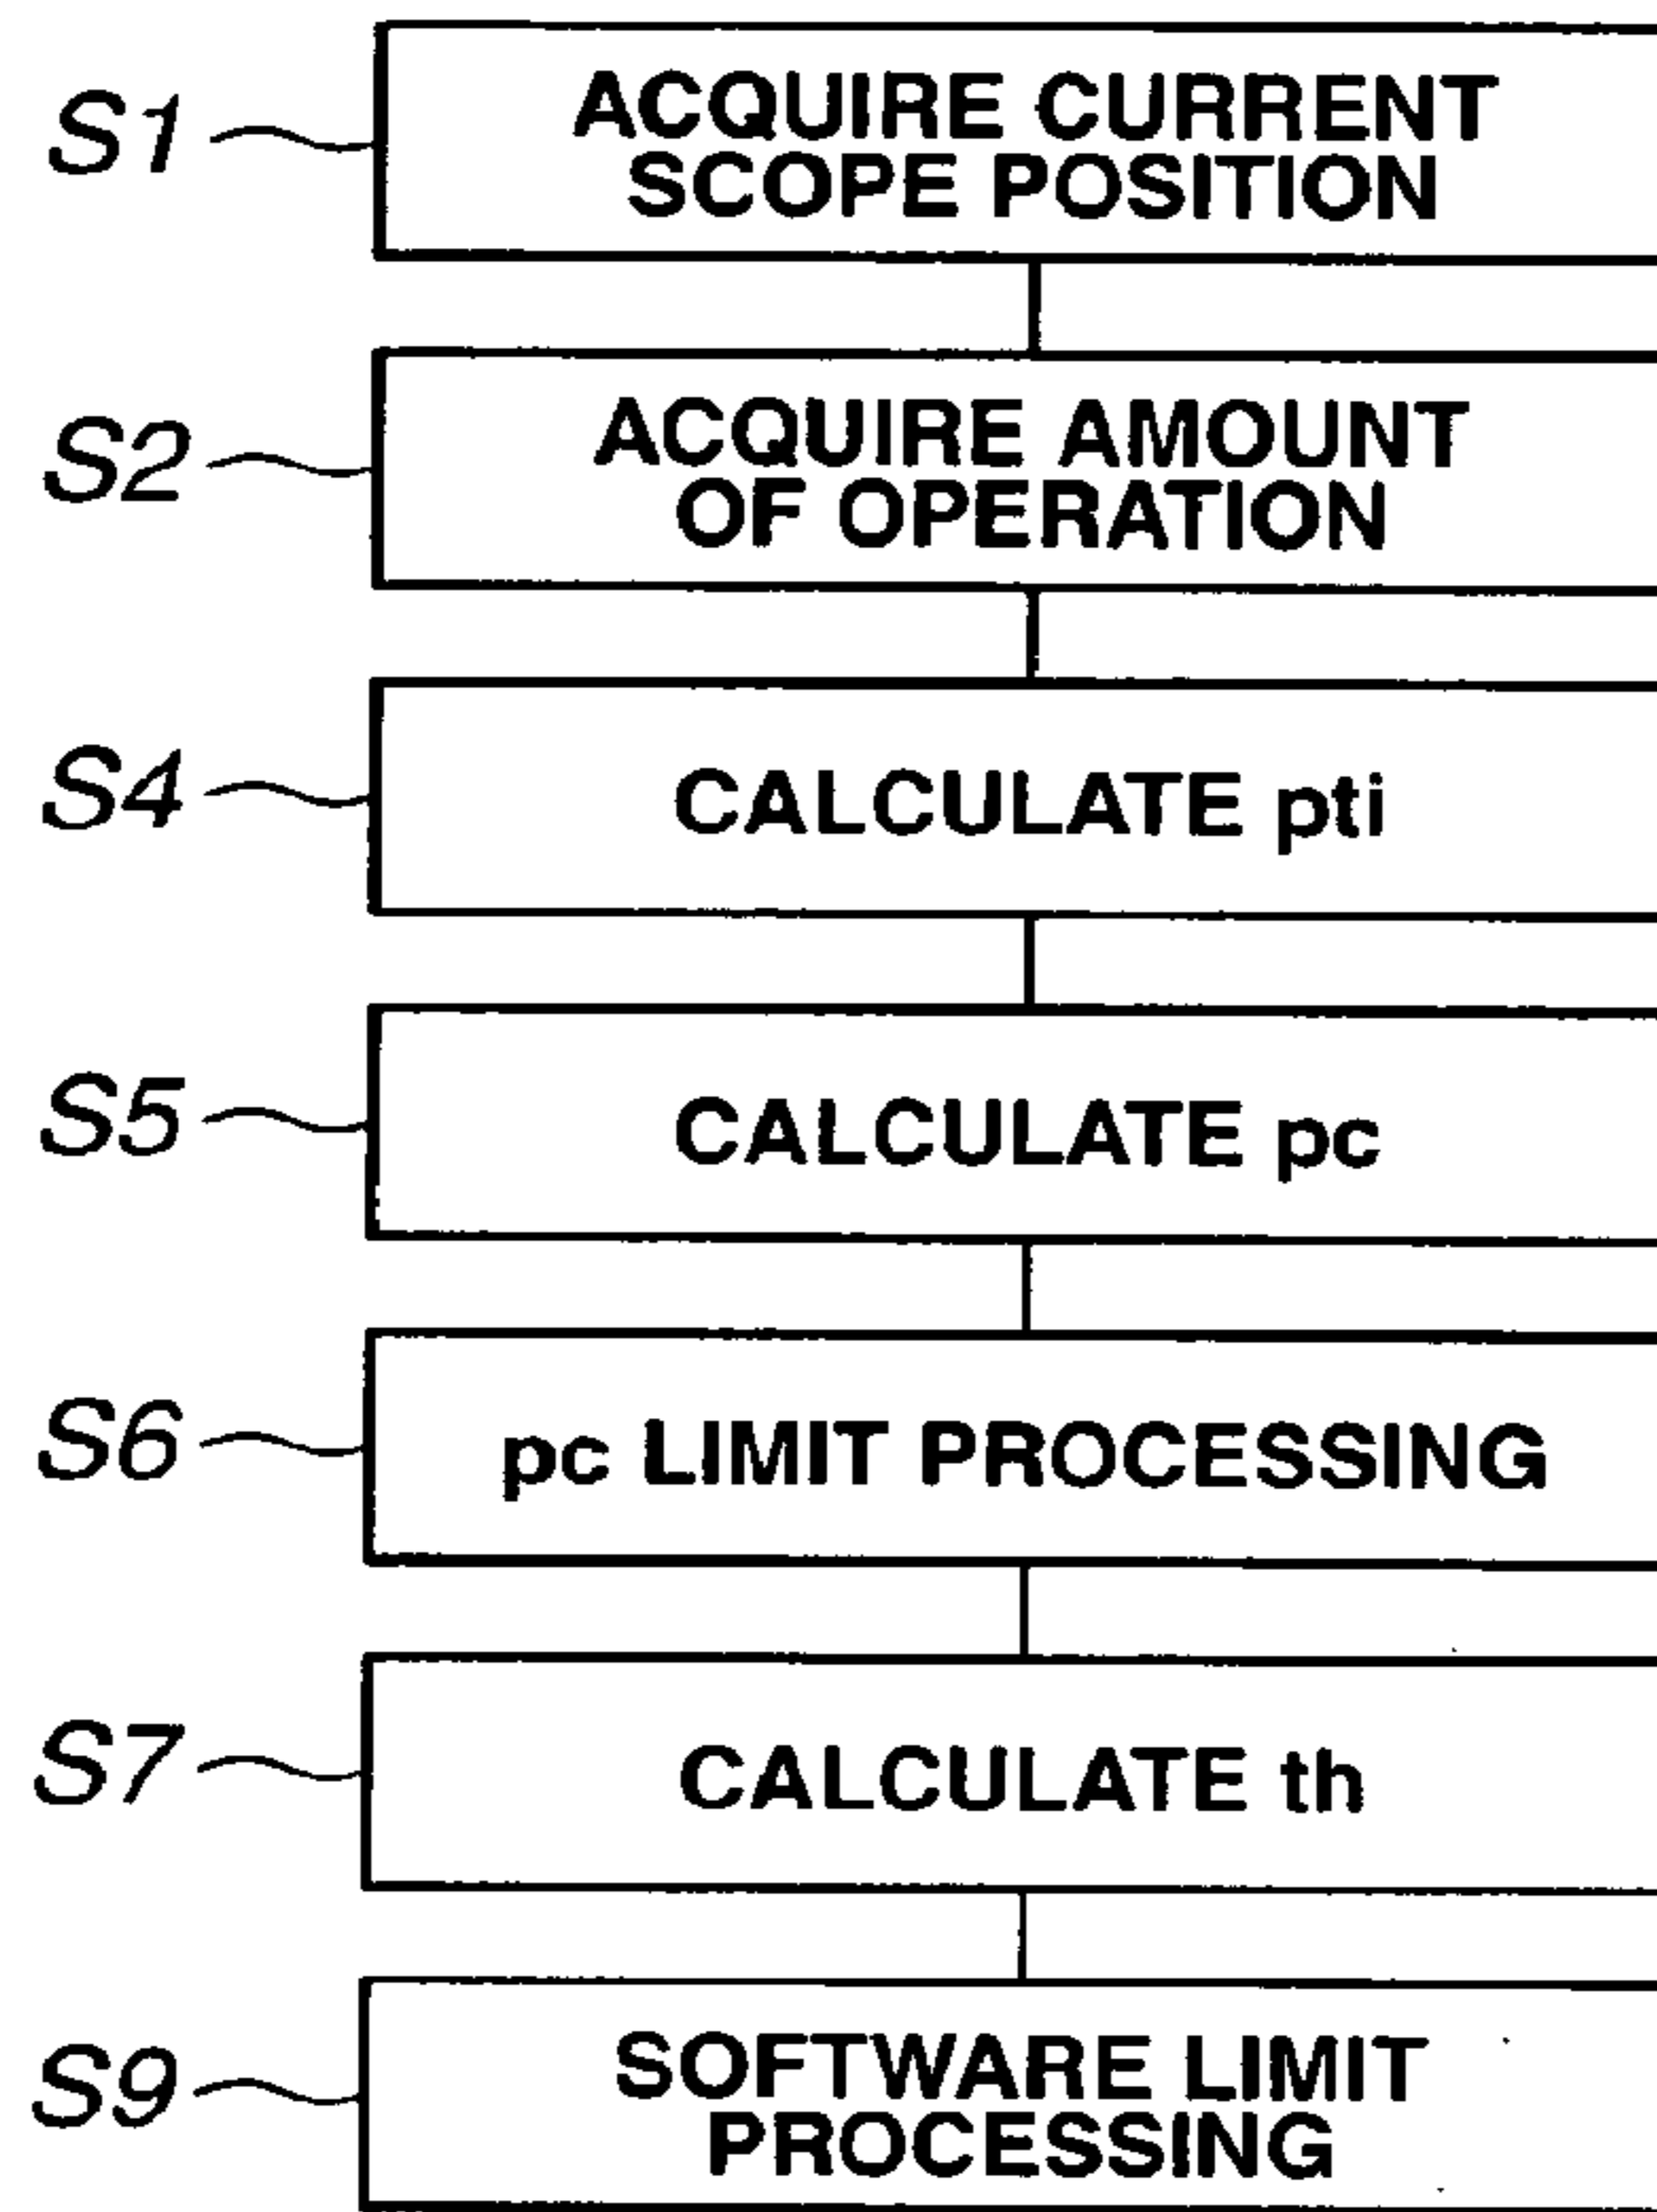 S1
ACQUIRE CURRENT
SCOPE POSITION
S2
ACQUIRE AMOUNT
OF OPERATION
S4
CALCULATE pti
S5
CALCULATE pc
S6
pc LIMIT PROCESSING
S7
CALCULATE th
S9
SOFTWARE LIMIT
PROCESSING